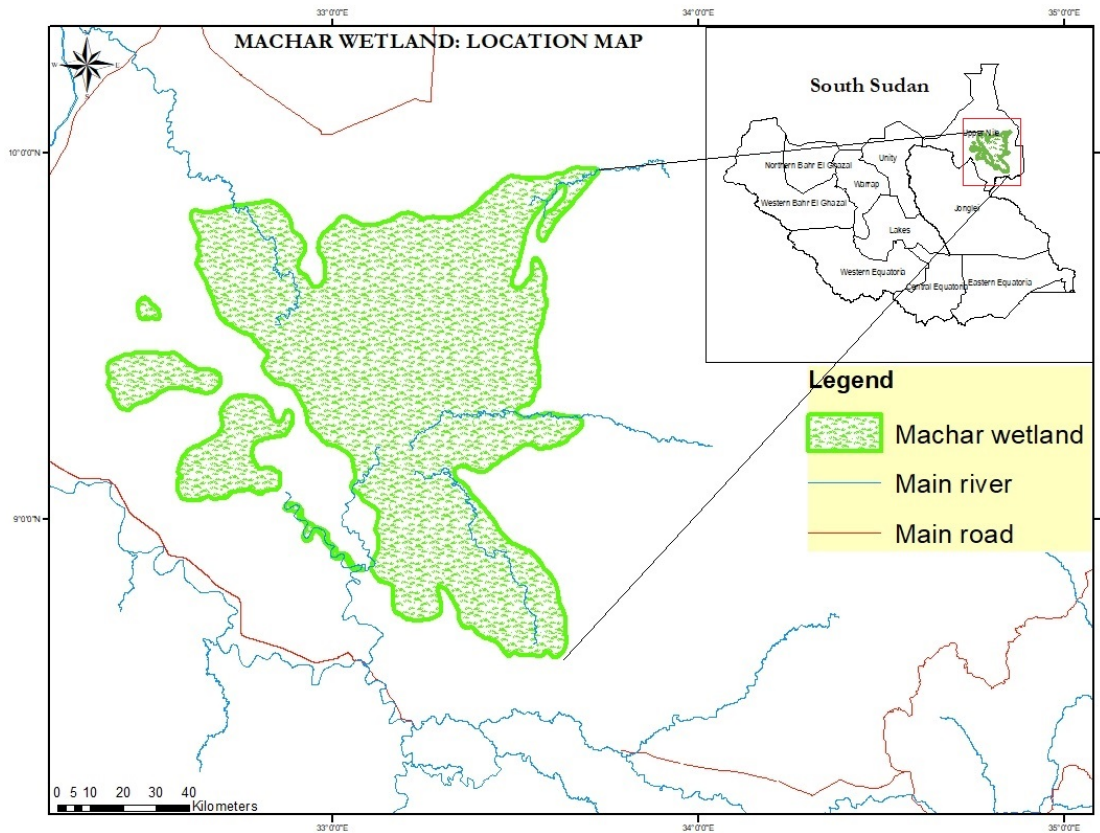 33°0'0"E 34°0'0"E 35°0'0"E
MACHAR WETLAND: LOCATION MAP
W E
S
South Sudan
Upper Nile
10°0'0"N
Northern Bahr El Ghazal
Unity
Warrap
Western Bahr El Ghazal
Jonglei
Lakes
Western Equatoria
Central Equatoria
Eastern Equatoria
Legend
Machar wetland
Main river
Main road
9°0'0"N
0 5 10 20 30 40
Kilometers
33°0'0"E 34°0'0"E 35°0'0"E